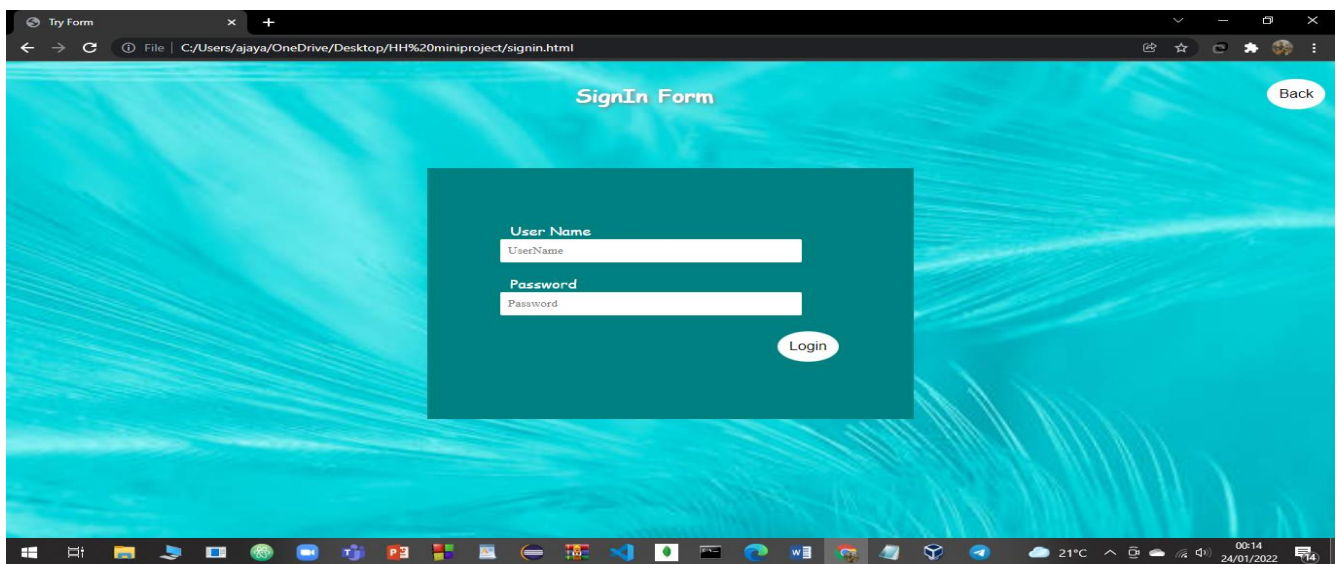 Try Form
File | C:/Users/ajaya/OneDrive/Desktop/HH%20miniproject/signin.html
SignIn Form
Back
User Name
UserName
Password
Password
Login
21°C
00:14
24/01/2022
14